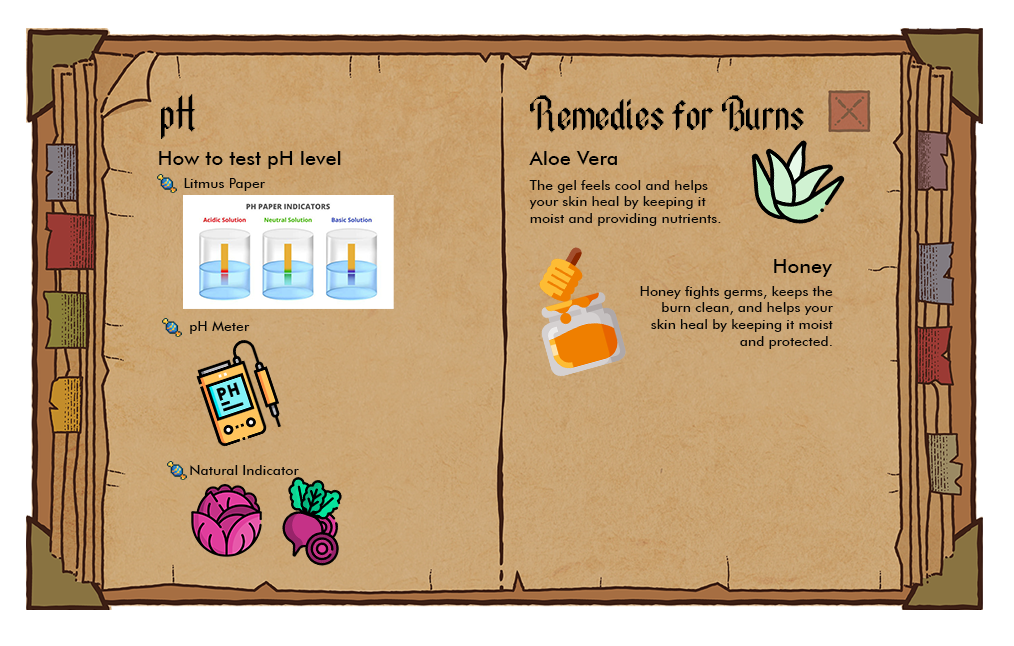 pH
How to test pH level
Litmus Paper
PH PAPER INDICATORS
Acidic Solution Neutral Solution Basic Solution
pH Meter
PH
Natural Indicator
Remedies for Burns
Aloe Vera
The gel feels cool and helps
your skin heal by keeping it
moist and providing nutrients.
Honey
Honey fights germs, keeps the
burn clean, and helps your
skin heal by keeping it moist
and protected.